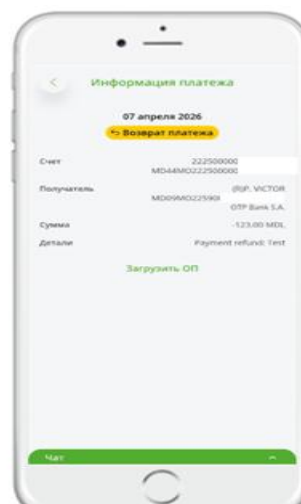 Информация платежа
07 апреля 2026
Возврат платежа
Счет 222500000
MD44MO222500000
Получатель (R)P. VICTOR
MD09MO22590
OTP Bank S.A.
Сумма -123,00 MDL
Детали Payment refund: Test
Загрузить ОП
Чат